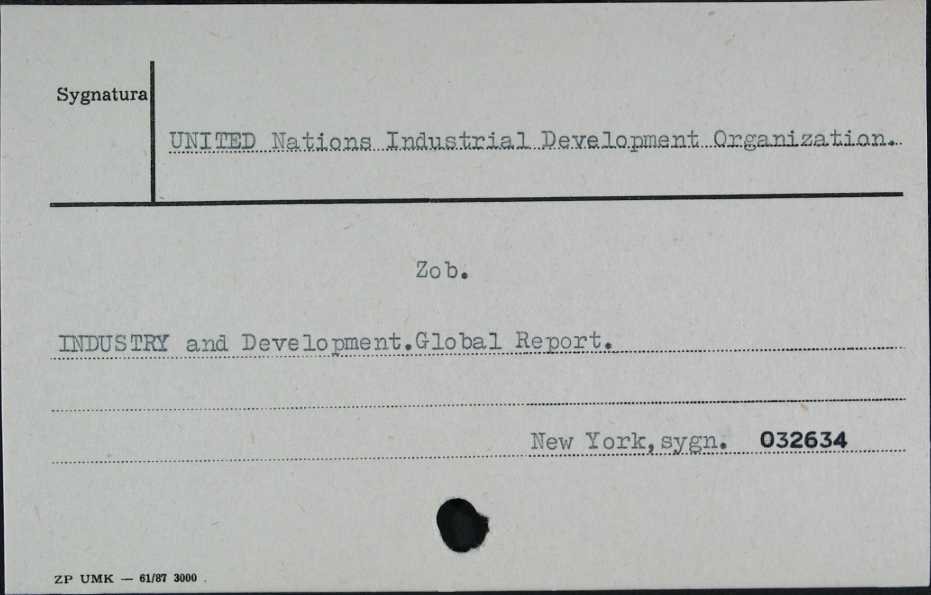 Sygnatura
UNITED Nations Industrial Development Organization.
Zob.
INDUSTRY and Development.Global Report.
New York,sygn. 032634
ZP UMK — 61/87 3000